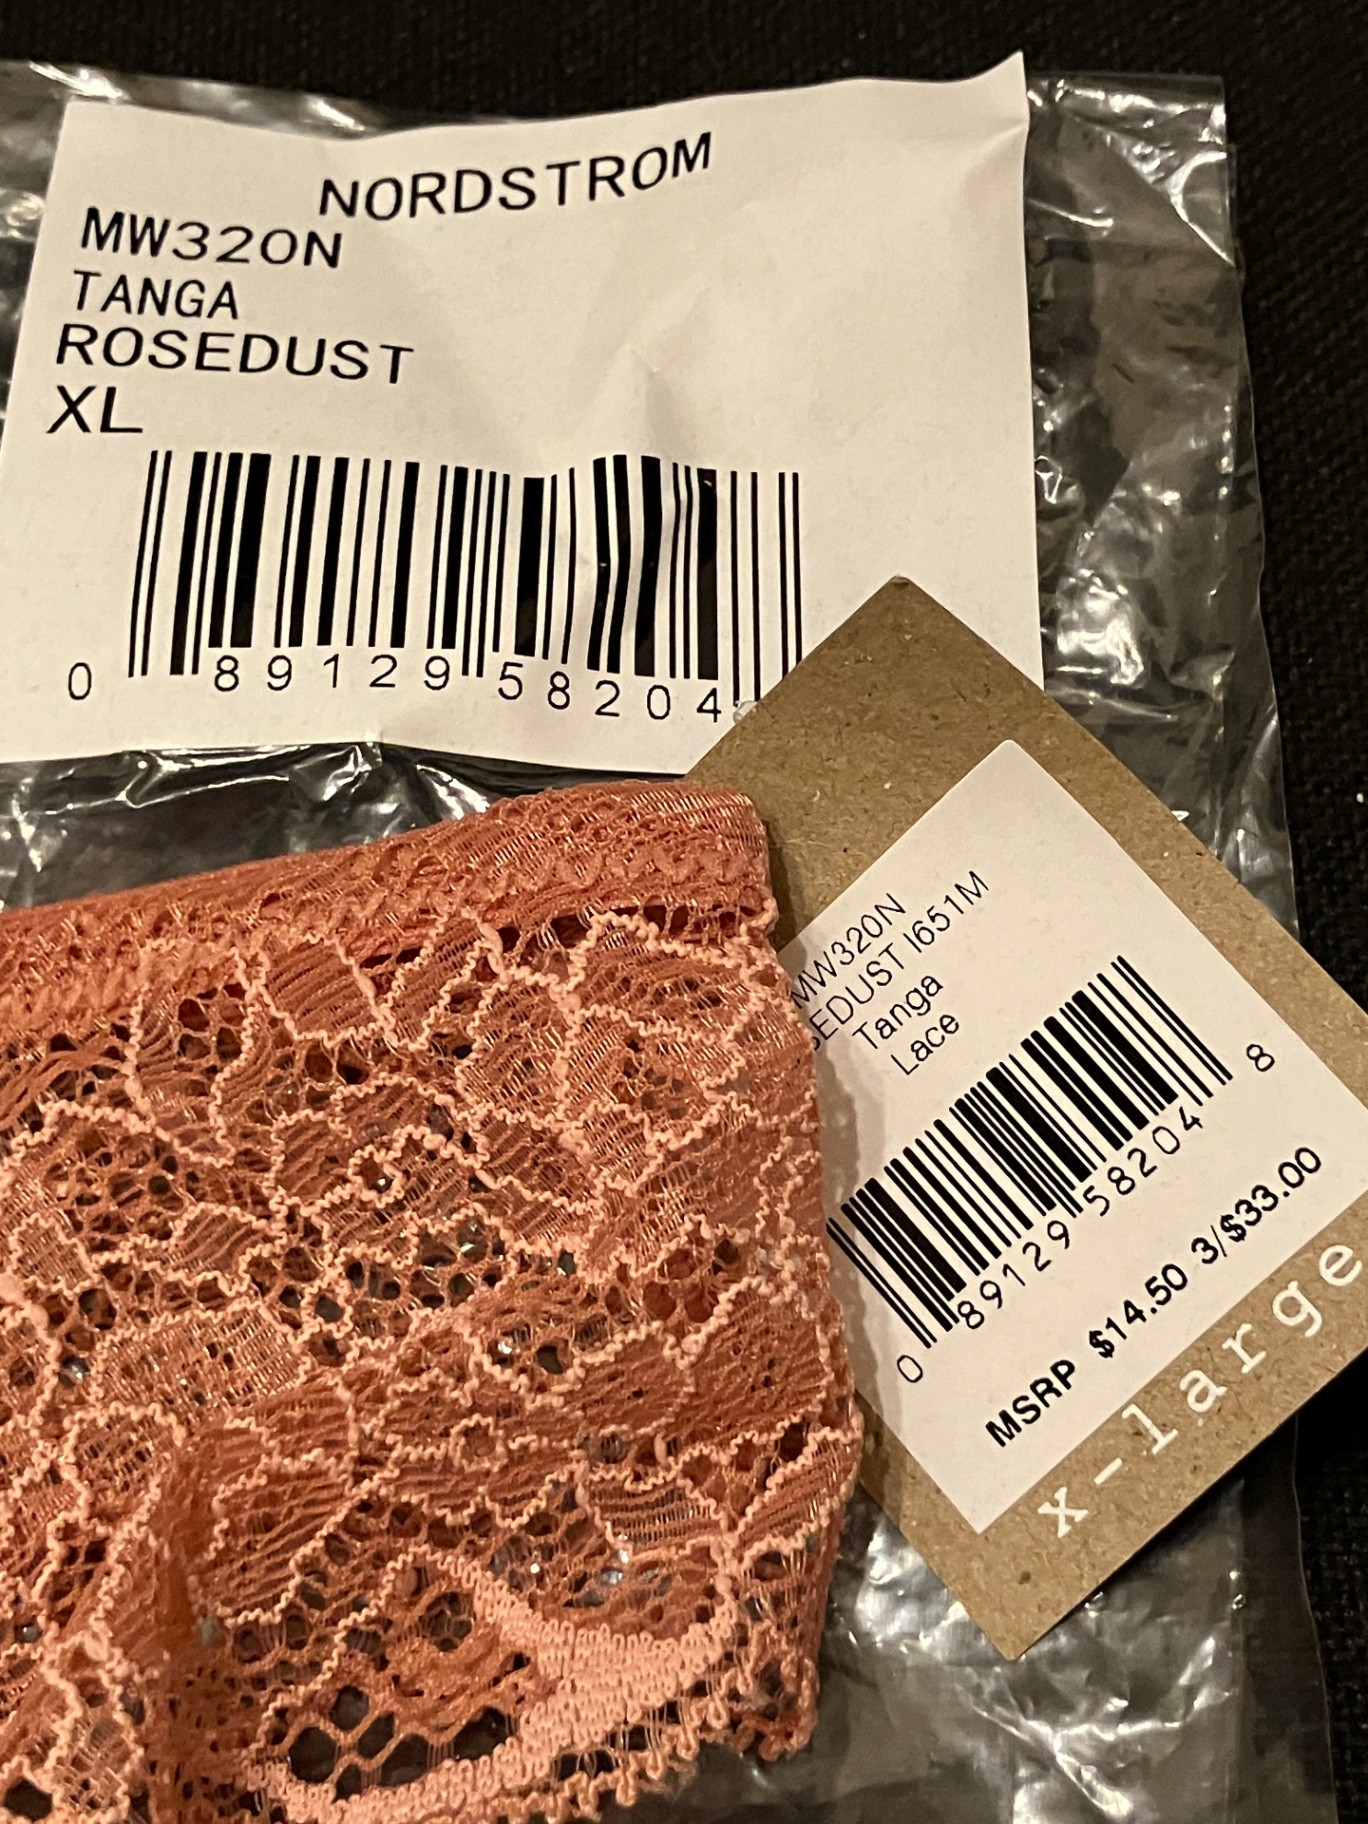 NORDSTROM
MW320N
TANGA
ROSEDUST
XL
0 89129 58204
MW320N
SEDUST I651M
Tanga
Lace
0 89129 58204 8
MSRP $14.50 3/$33.00
x-large